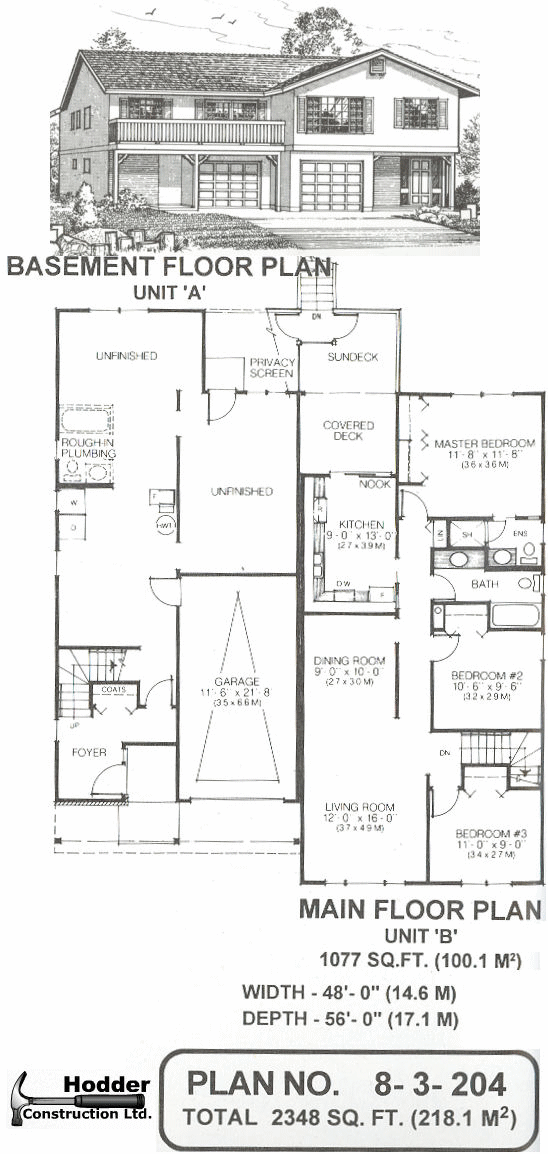 BASEMENT FLOOR PLAN
UNIT 'A'
UNFINISHED
PRIVACY
SCREEN
DN
SUNDECK
COVERED
DECK
ROUGH-IN
PLUMBING
W
D
F
HWT
UNFINISHED
GARAGE
11'- 6" x 21'- 8
(3.5 x 6.6 M)
COATS
UP
FOYER
MASTER BEDROOM
11'- 8" x 11'- 8"
(3.6 x 3.6 M)
NOOK
KITCHEN
9'- 0" x 13'- 0"
(2.7 x 3.9 M)
DW
F
LIN
SH
ENS
BATH
DINING ROOM
9'- 0" x 10'- 0"
(2.7 x 3.0 M)
BEDROOM #2
10'- 6" x 9'- 6"
(3.2 x 2.9 M)
DN
LIVING ROOM
12'- 0" x 16'- 0"
(3.7 x 4.9 M)
BEDROOM #3
11'- 0" x 9'- 0"
(3.4 x 2.7 M)
MAIN FLOOR PLAN
UNIT 'B'
1077 SQ.FT. (100.1 M²)
WIDTH - 48'- 0" (14.6 M)
DEPTH - 56'- 0" (17.1 M)
Hodder
Construction Ltd.
PLAN NO. 8- 3- 204
TOTAL 2348 SQ. FT. (218.1 M²)